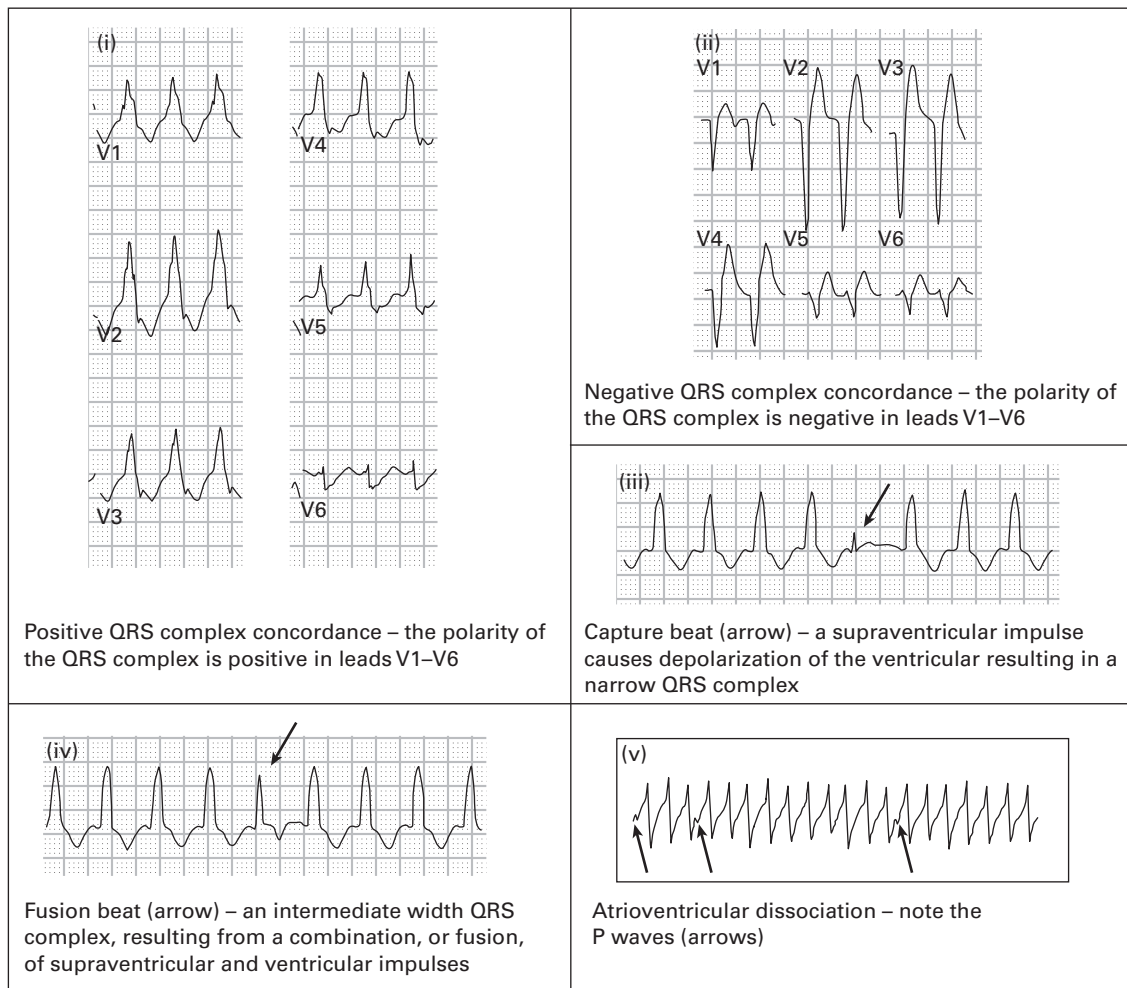 (i)
V1
V4
V2
V5
V3
V6
Positive QRS complex concordance – the polarity of
the QRS complex is positive in leads V1–V6
(ii)
V1 V2 V3
V4 V5 V6
Negative QRS complex concordance – the polarity of
the QRS complex is negative in leads V1–V6
(iii)
Capture beat (arrow) – a supraventricular impulse
causes depolarization of the ventricular resulting in a
narrow QRS complex
(iv)
Fusion beat (arrow) – an intermediate width QRS
complex, resulting from a combination, or fusion,
of supraventricular and ventricular impulses
(v)
Atrioventricular dissociation – note the
P waves (arrows)